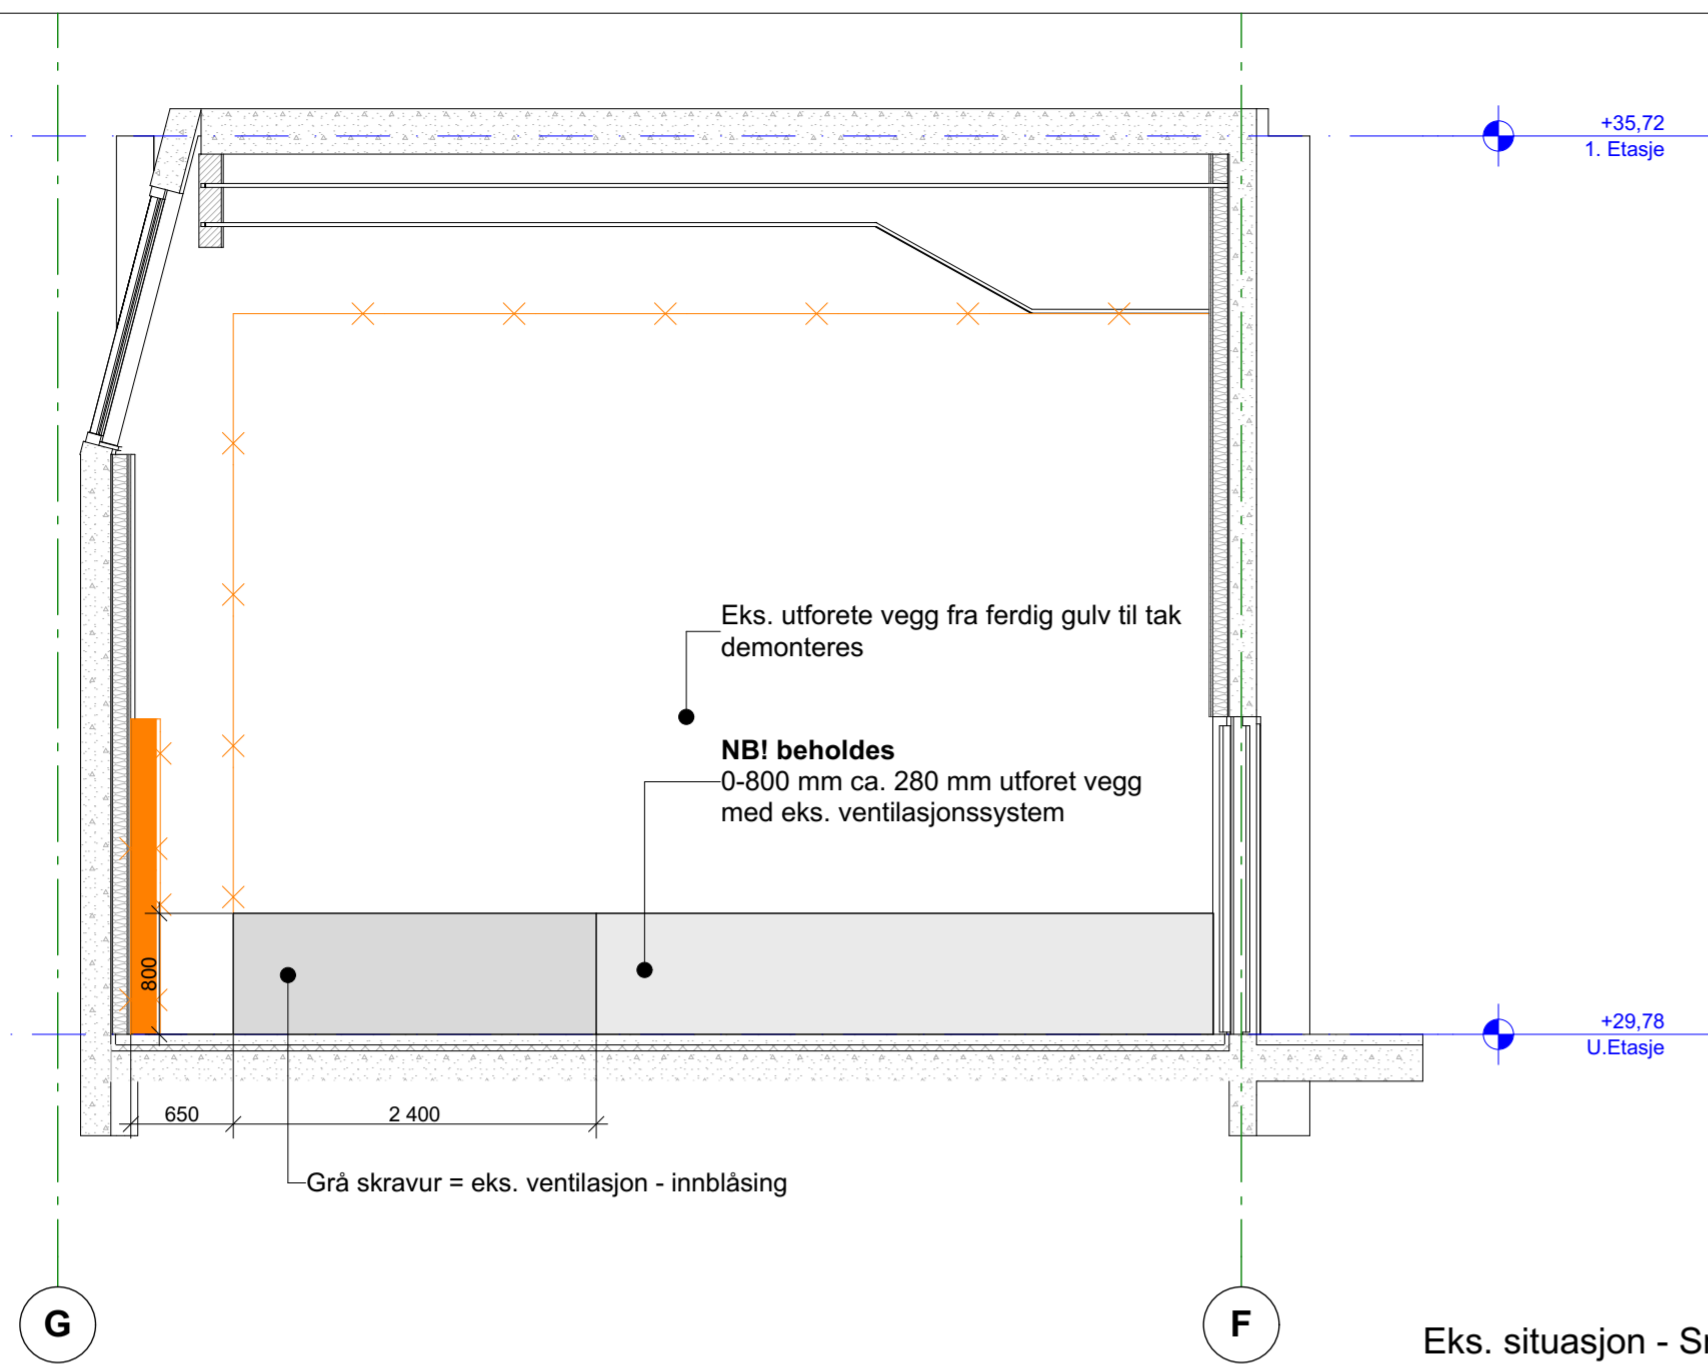 +35,72
1. Etasje
Eks. utforete vegg fra ferdig gulv til tak
demonteres
NB! beholdes
0-800 mm ca. 280 mm utforet vegg
med eks. ventilasjonssystem
800
+29,78
U.Etasje
650
2 400
Grå skravur = eks. ventilasjon - innblåsing
G
F
Eks. situasjon -